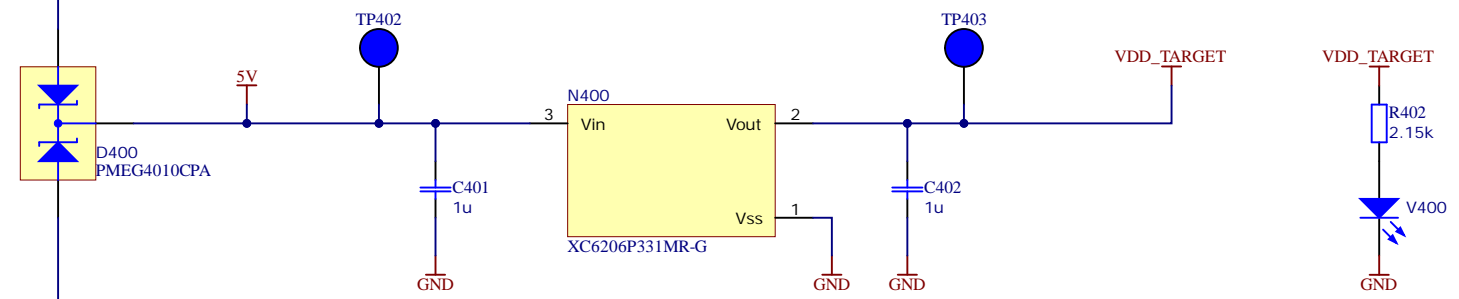 TP402
TP403
VDD_TARGET
VDD_TARGET
5V
N400
3
Vin
Vout
2
R402
2.15k
D400
PMEG4010CPA
C401
1u
C402
1u
Vss
1
V400
XC6206P331MR-G
GND
GND
GND
GND